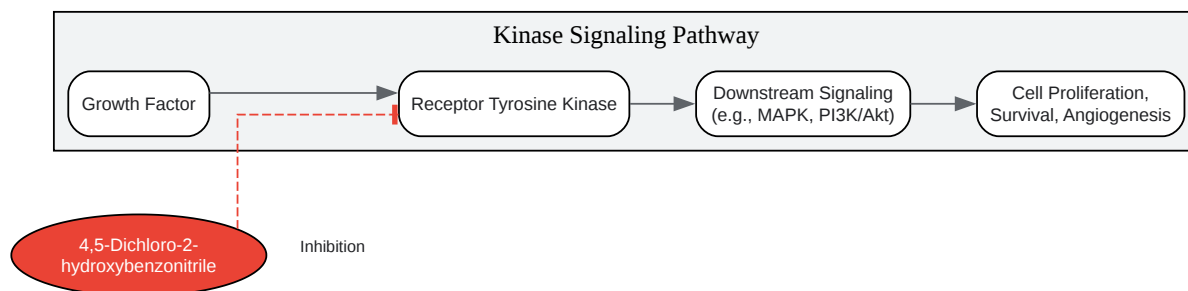 Kinase Signaling Pathway
Growth Factor
Receptor Tyrosine Kinase
Downstream Signaling
(e.g., MAPK, PI3K/Akt)
Cell Proliferation,
Survival, Angiogenesis
4,5-Dichloro-2-
hydroxybenzonitrile
Inhibition